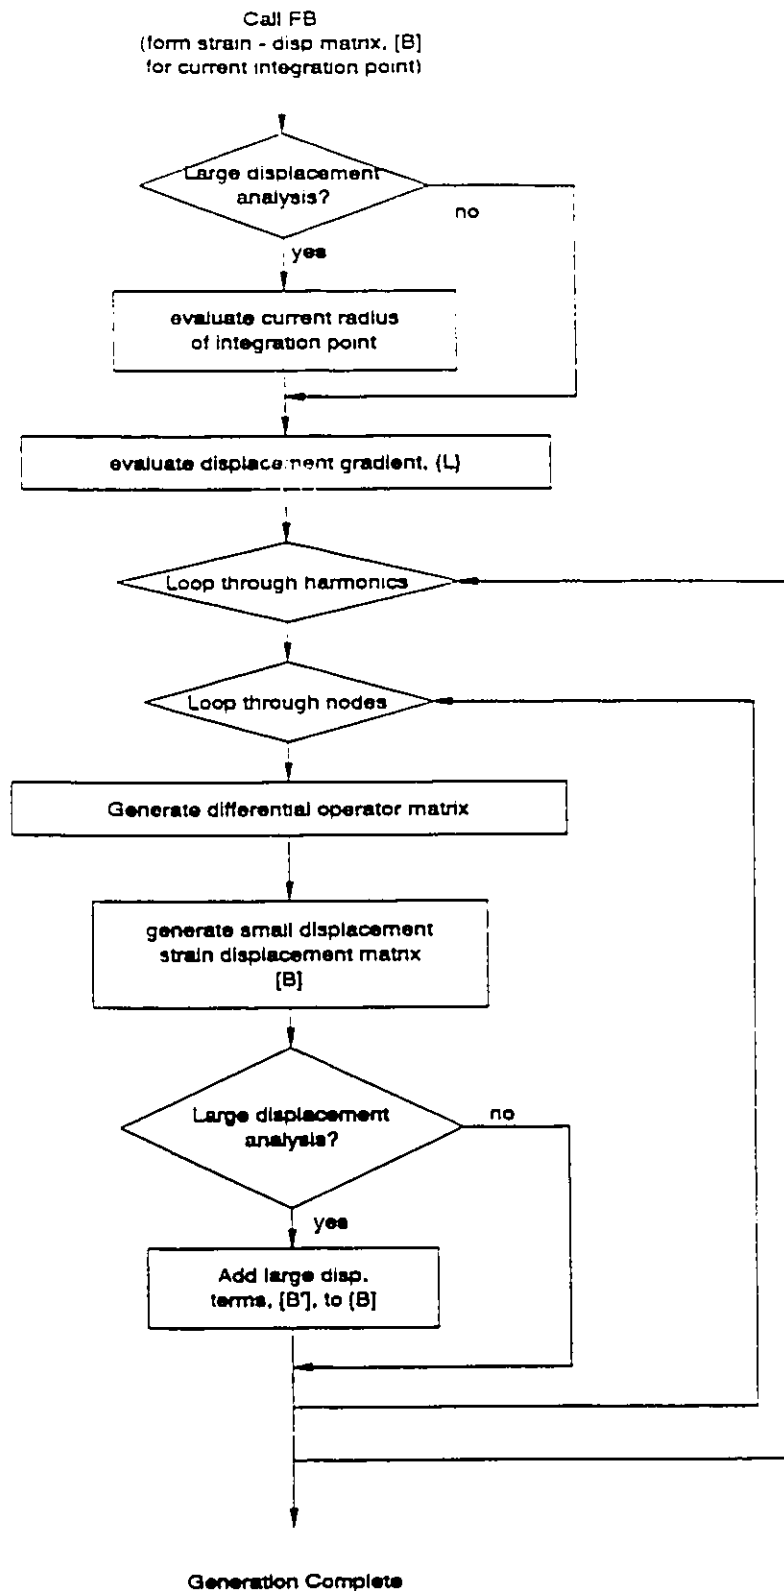 Call FB
(form strain - disp matrix, [B]
for current integration point)
Large displacement
analysis?
no
yes
evaluate current radius
of integration point
evaluate displacement gradient, {L}
Loop through harmonics
Loop through nodes
Generate differential operator matrix
generate small displacement
strain displacement matrix
[B]
Large displacement
analysis?
no
yes
Add large disp.
terms, [B'], to [B]
Generation Complete